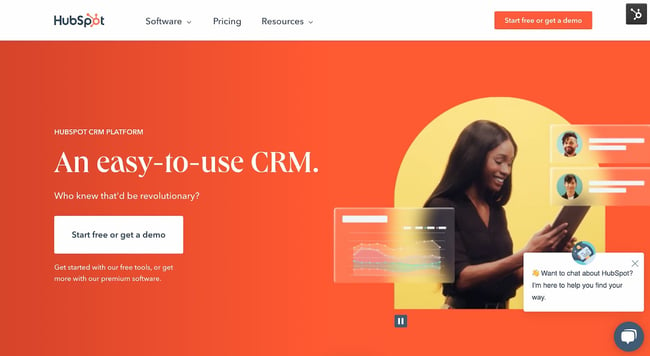 HubSpot
Software
Pricing
Resources
Start free or get a demo
HUBSPOT CRM PLATFORM
An easy-to-use CRM.
Who knew that'd be revolutionary?
Start free or get a demo
Get started with our free tools, or get
more with our premium software.
👋 Want to chat about HubSpot?
I'm here to help you find your
way.